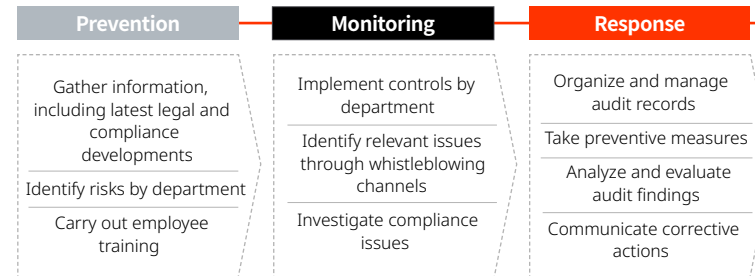 Prevention
Gather information,
including latest legal and
compliance
developments
Identify risks by department
Carry out employee
training
Monitoring
Implement controls by
department
Identify relevant issues
through whistleblowing
channels
Investigate compliance
issues
Response
Organize and manage
audit records
Take preventive measures
Analyze and evaluate
audit findings
Communicate corrective
actions